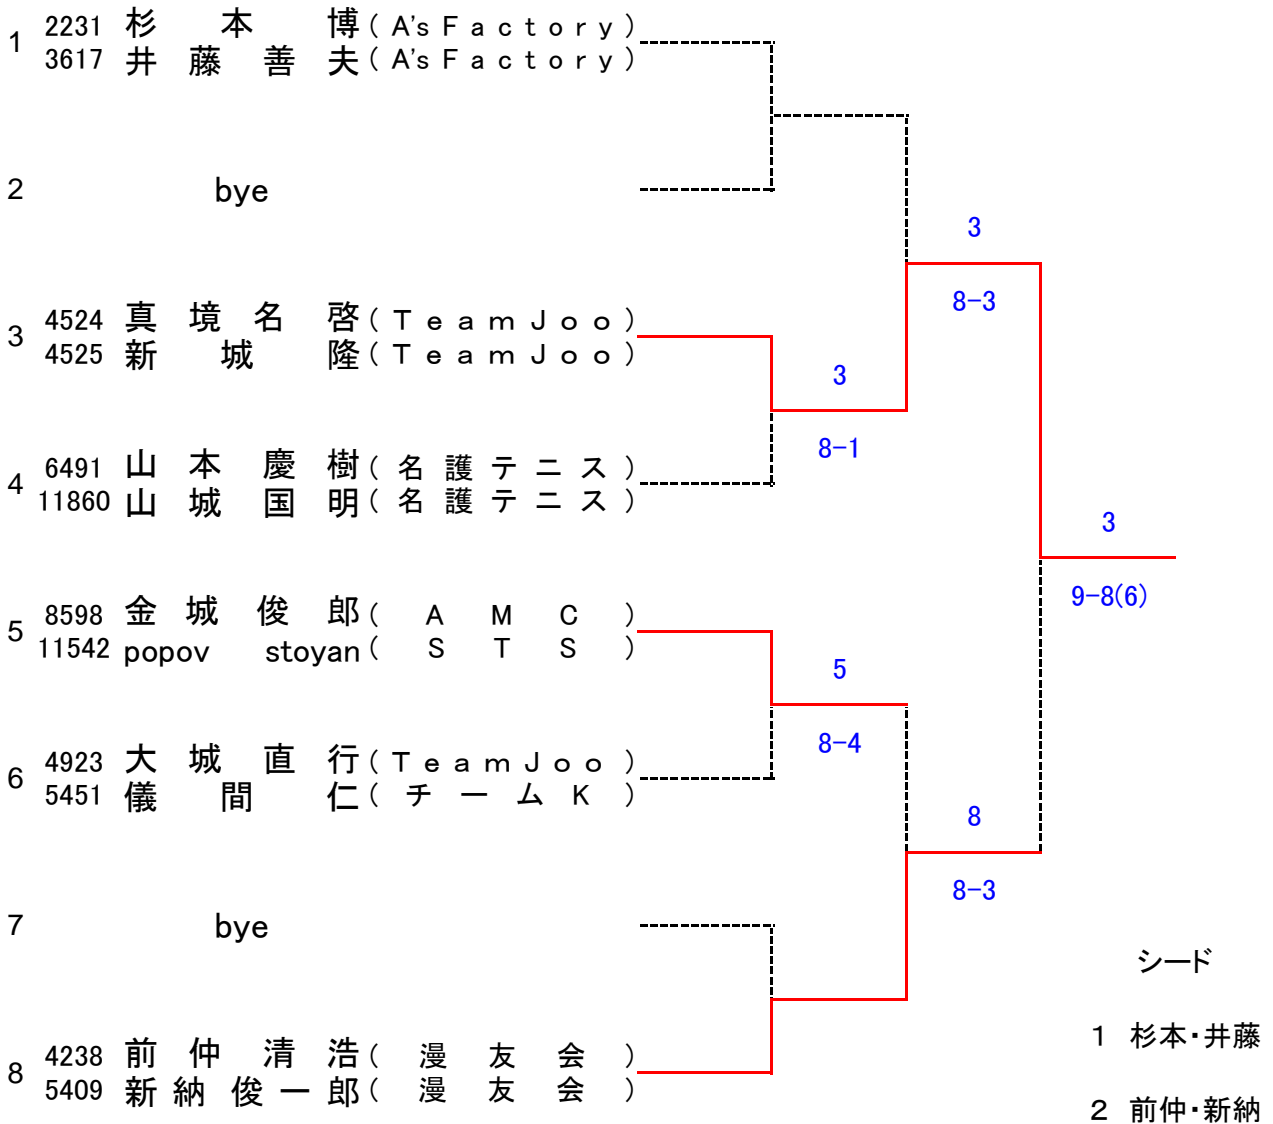 1 2231 杉本博(A's Factory)
3617 井藤善夫(A's Factory)
2 bye
3
3 4524 真境名啓(TeamJoo)
8-3
4525 新城隆(TeamJoo)
3
8-1
4 6491 山本慶樹(名護テニス)
11860 山城国明(名護テニス)
3
9-8(6)
5 8598 金城俊郎(AMC)
11542 popov stoyan(STS)
5
8-4
6 4923 大城直行(TeamJoo)
5451 儀間仁(チームK)
8
8-3
7 bye
シード
1 杉本・井藤
8 4238 前仲清浩(漫友会)
5409 新納俊一郎(漫友会)
2 前仲・新納